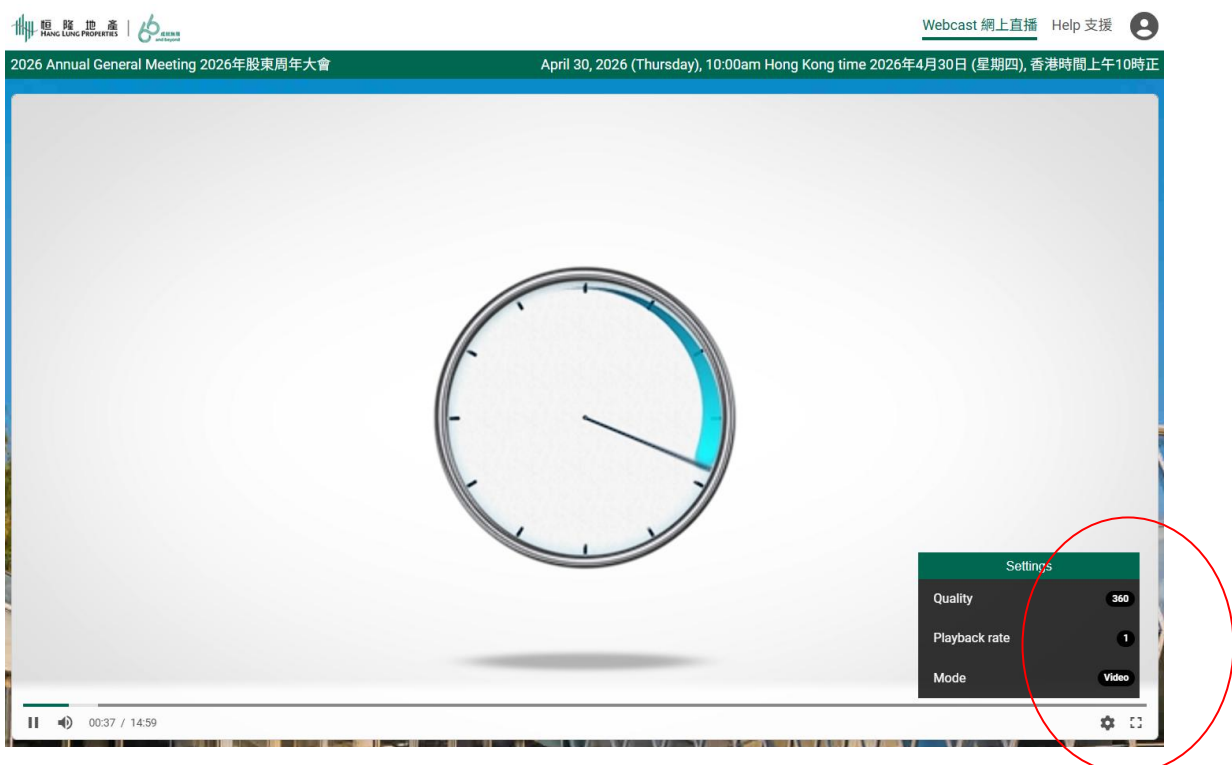 恒隆地產
HANG LUNG PROPERTIES
and beyond
Webcast 網上直播
Help 支援
2026 Annual General Meeting 2026年股東周年大會
April 30, 2026 (Thursday), 10:00am Hong Kong time 2026年4月30日 (星期四), 香港時間上午10時正
Settings
Quality 360
Playback rate 1
Mode Video
00:37 / 14:59